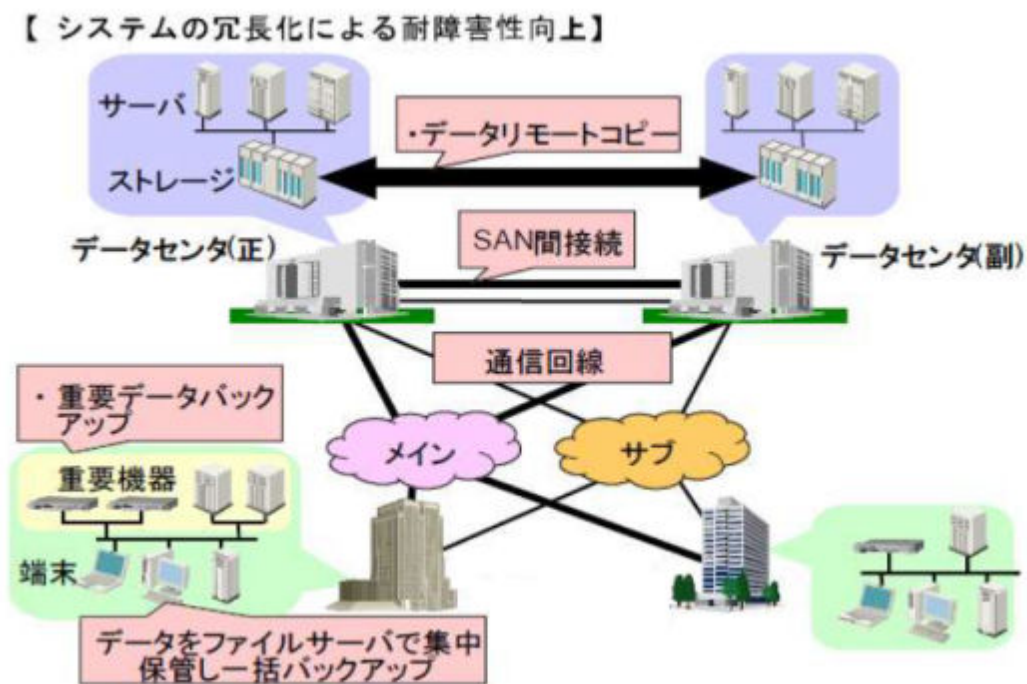 【 システムの冗長化による耐障害性向上】
サーバ
・データリモートコピー
ストレージ
データセンタ(正)
SAN間接続
データセンタ(副)
通信回線
・ 重要データバック
アップ
メイン
サブ
重要機器
端末
データをファイルサーバで集中
保管し一括バックアップ